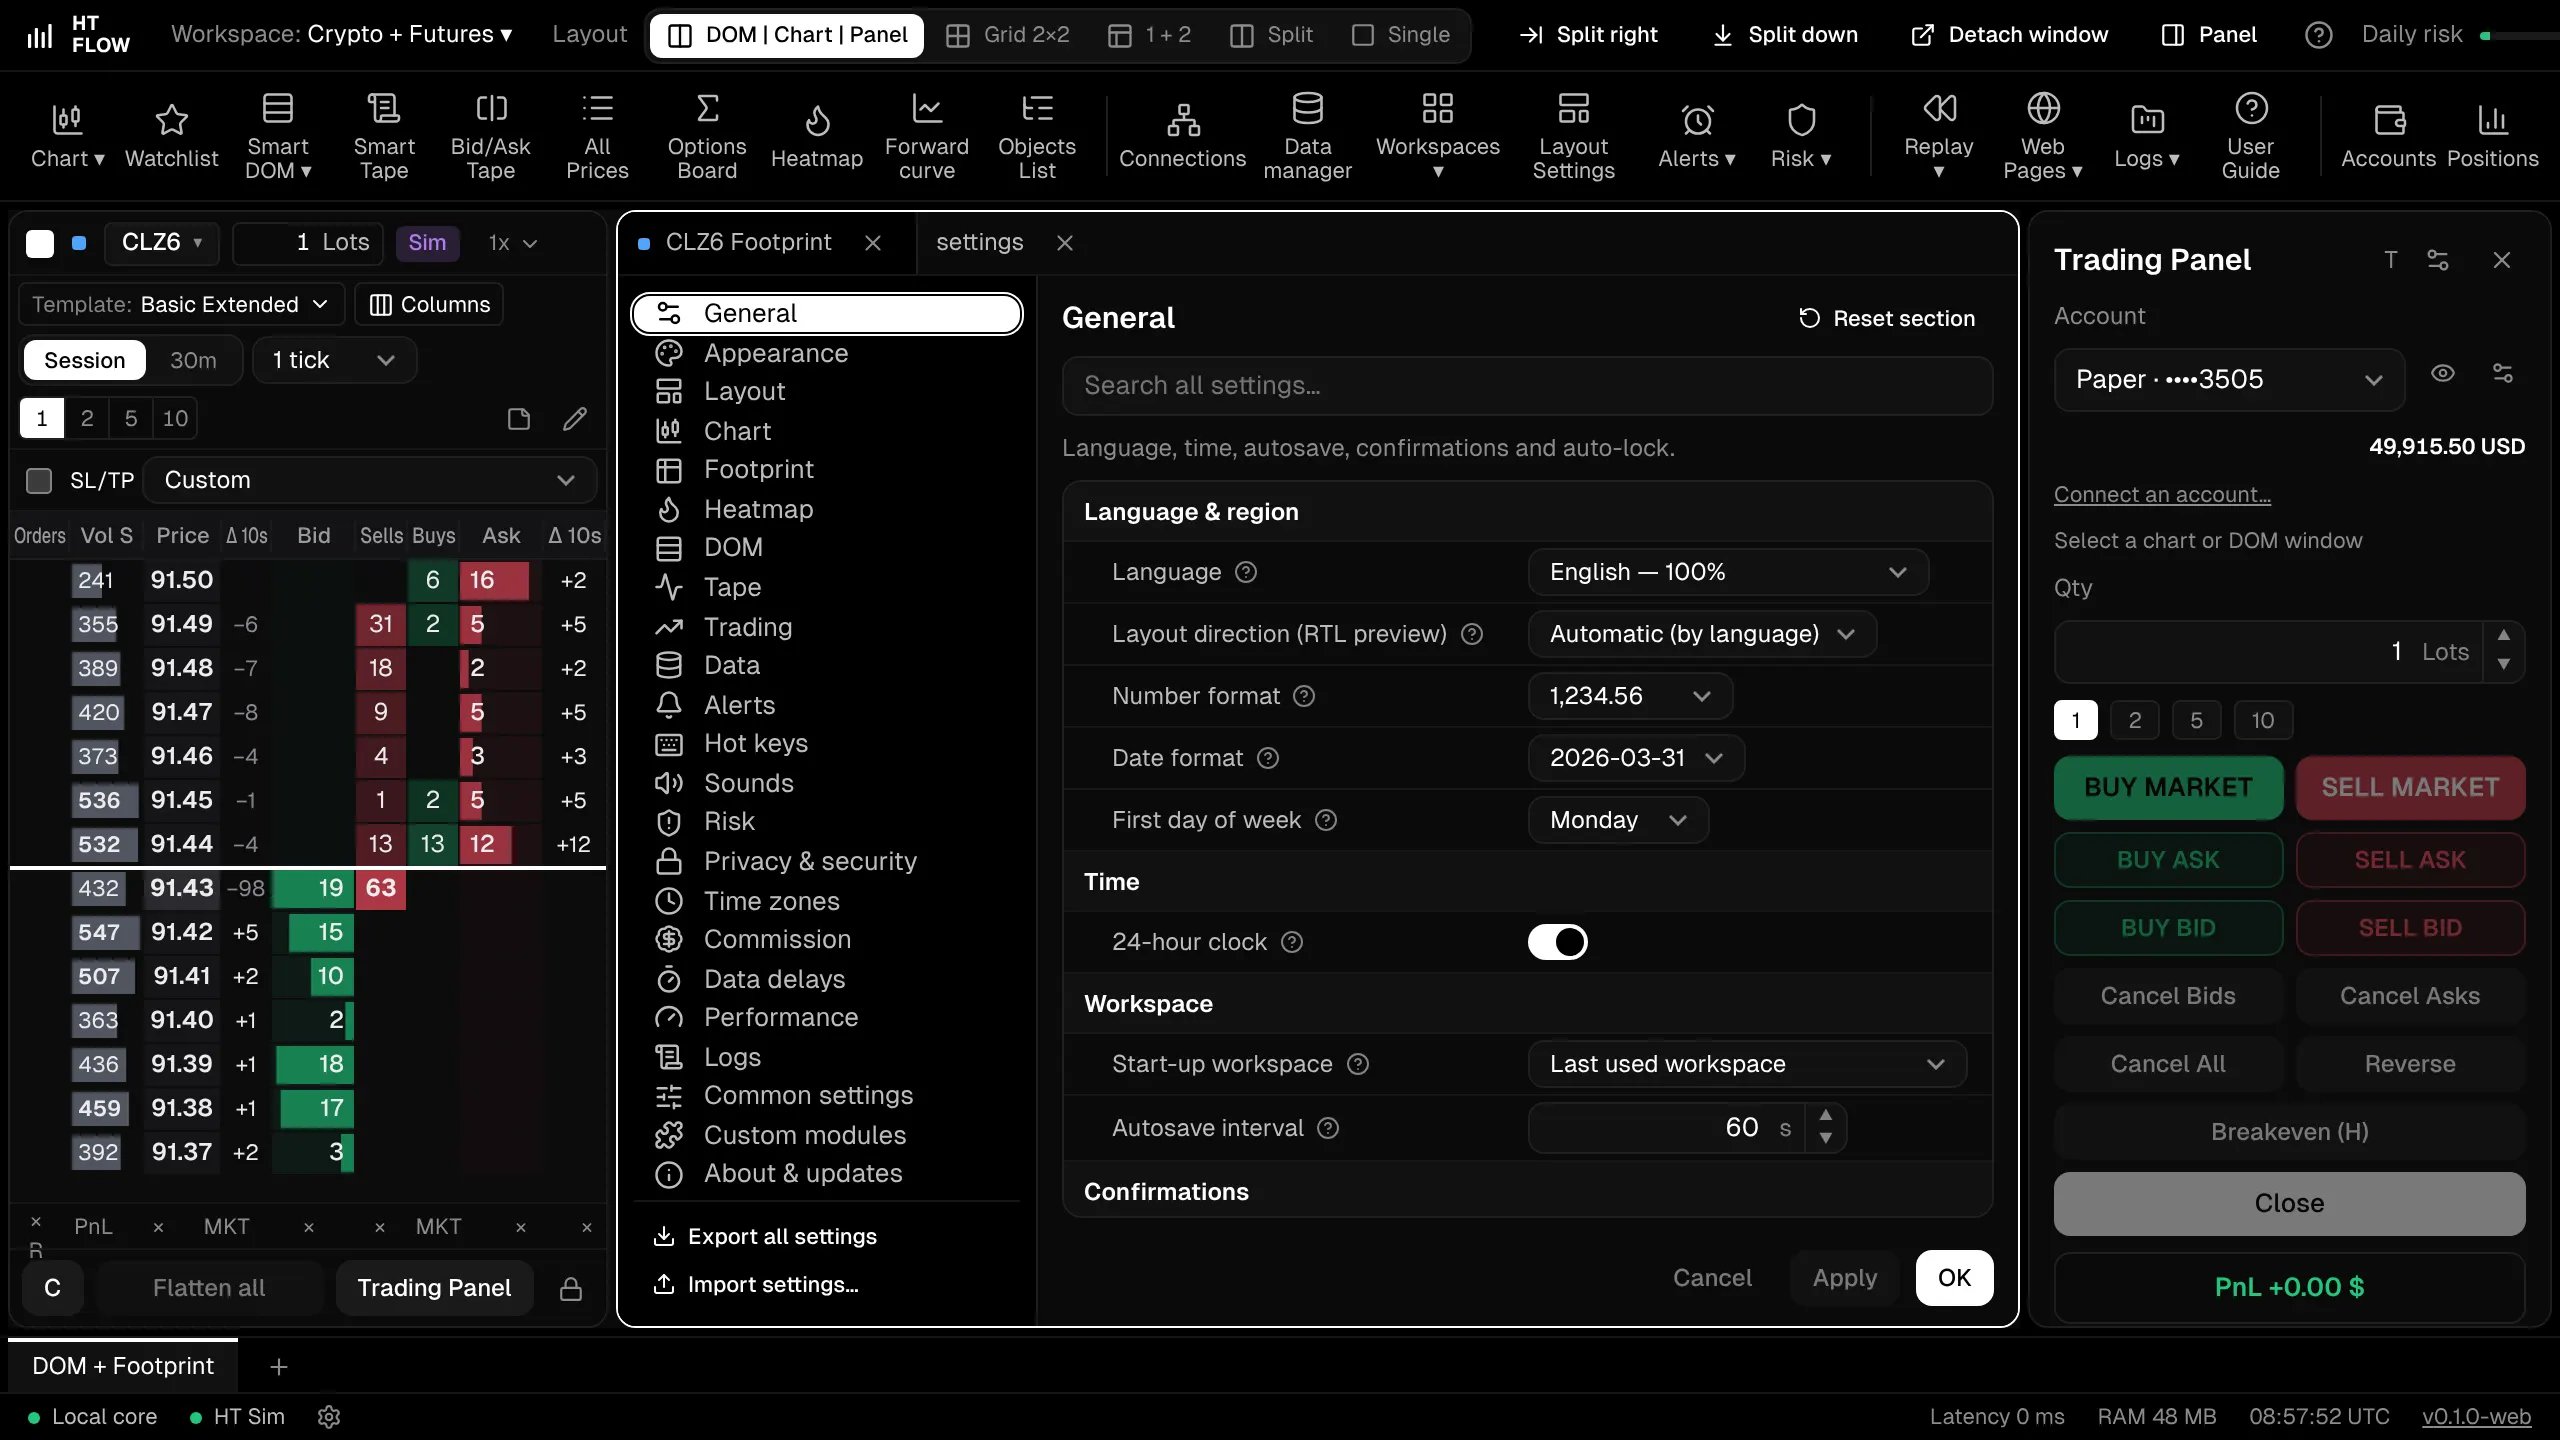 HT FLOW
Workspace: Crypto + Futures ▾
Layout
DOM | Chart | Panel
Grid 2×2
1 + 2
Split
Single
Split right
Split down
Detach window
Panel
Daily risk
Chart ▾
Watchlist
Smart DOM ▾
Smart Tape
Bid/Ask Tape
All Prices
Options Board
Heatmap
Forward curve
Objects List
Connections
Data manager
Workspaces ▾
Layout Settings
Alerts ▾
Risk ▾
Replay ▾
Web Pages ▾
Logs ▾
User Guide
Accounts
Positions
CLZ6 ▾
1 Lots
Sim
1x
Template: Basic Extended
Columns
Session
30m
1 tick
1 2 5 10
SL/TP
Custom
Orders Vol S Price Δ 10s Bid Sells Buys Ask Δ 10s
241 91.50 6 16 +2
355 91.49 −6 31 2 5 +5
389 91.48 −7 18 2 +2
420 91.47 −8 9 5 +5
373 91.46 −4 4 3 +3
536 91.45 −1 1 2 5 +5
532 91.44 −4 13 13 12 +12
432 91.43 −98 19 63
547 91.42 +5 15
507 91.41 +2 10
363 91.40 +1 2
436 91.39 +1 18
459 91.38 +1 17
392 91.37 +2 3
× PnL × MKT × × MKT × ×
C
Flatten all
Trading Panel
CLZ6 Footprint
settings
General
Appearance
Layout
Chart
Footprint
Heatmap
DOM
Tape
Trading
Data
Alerts
Hot keys
Sounds
Risk
Privacy & security
Time zones
Commission
Data delays
Performance
Logs
Common settings
Custom modules
About & updates
Export all settings
Import settings…
General
Reset section
Search all settings…
Language, time, autosave, confirmations and auto-lock.
Language & region
Language
English — 100%
Layout direction (RTL preview)
Automatic (by language)
Number format
1,234.56
Date format
2026-03-31
First day of week
Monday
Time
24-hour clock
Workspace
Start-up workspace
Last used workspace
Autosave interval
60 s
Confirmations
Cancel
Apply
OK
Trading Panel
T
Account
Paper · ••••3505
49,915.50 USD
Connect an account…
Select a chart or DOM window
Qty
1 Lots
1 2 5 10
BUY MARKET
SELL MARKET
BUY ASK
SELL ASK
BUY BID
SELL BID
Cancel Bids
Cancel Asks
Cancel All
Reverse
Breakeven (H)
Close
PnL +0.00 $
DOM + Footprint
+
Local core
HT Sim
Latency 0 ms
RAM 48 MB
08:57:52 UTC
v0.1.0-web